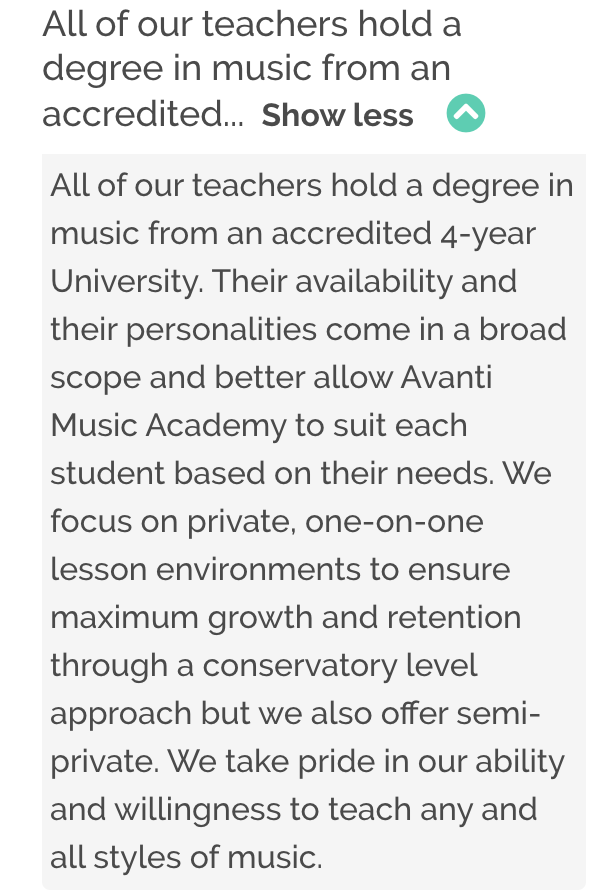 All of our teachers hold a
degree in music from an
accredited... Show less
All of our teachers hold a degree in
music from an accredited 4-year
University. Their availability and
their personalities come in a broad
scope and better allow Avanti
Music Academy to suit each
student based on their needs. We
focus on private, one-on-one
lesson environments to ensure
maximum growth and retention
through a conservatory level
approach but we also offer semi-
private. We take pride in our ability
and willingness to teach any and
all styles of music.